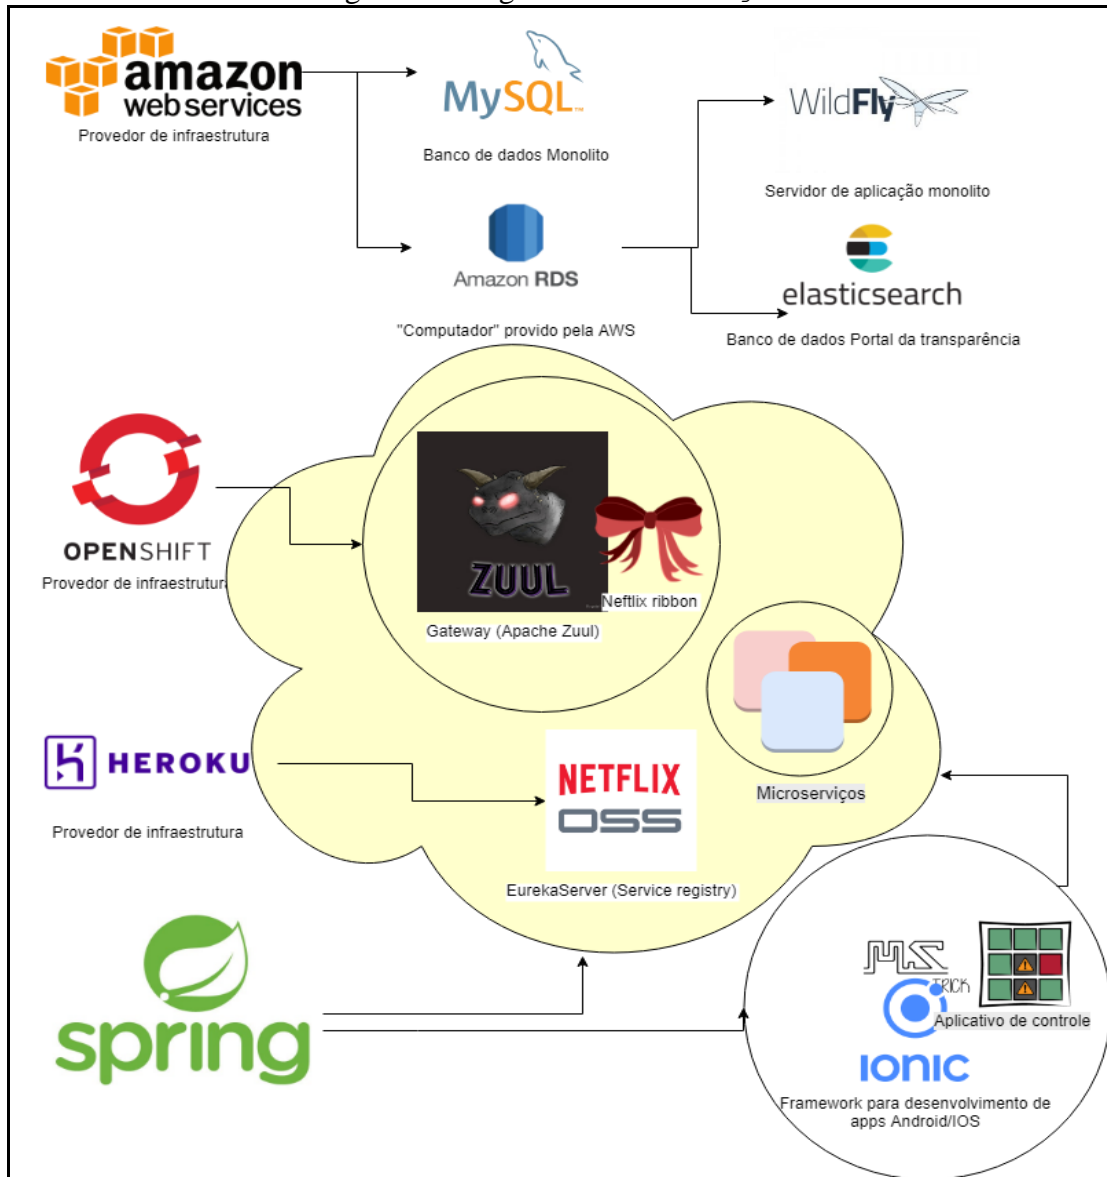 amazon
web services
Provedor de infraestrutura
MySQL
Banco de dados Monolito
WildFly
Servidor de aplicação monolito
Amazon RDS
"Computador" provido pela AWS
elasticsearch
Banco de dados Portal da transparência
OPENSHIFT
Provedor de infraestrutura
ZUUL
Neftlix ribbon
Gateway (Apache Zuul)
Microserviços
HEROKU
Provedor de infraestrutura
NETFLIX
OSS
EurekaServer (Service registry)
spring
MS
TRICK
Aplicativo de controle
IONIC
Framework para desenvolvimento de
apps Android/IOS